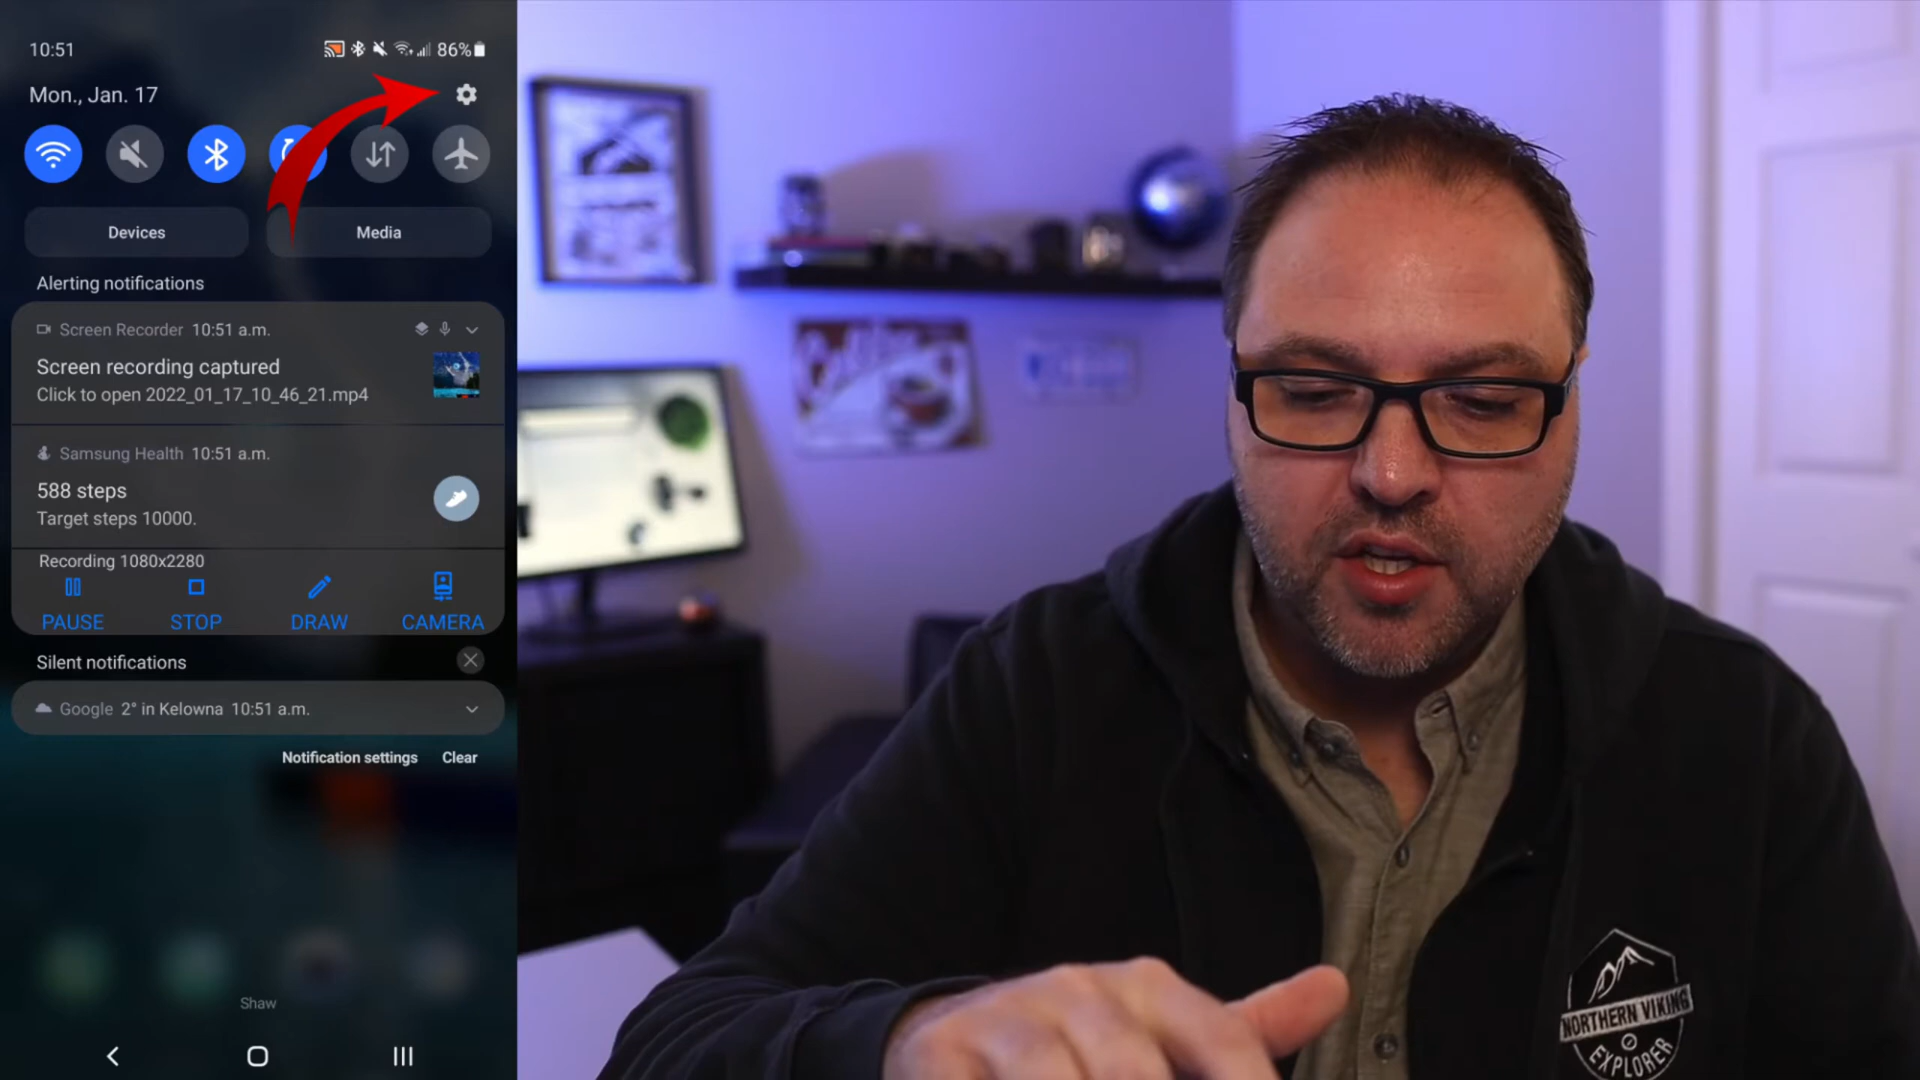 10:51
86%
Mon., Jan. 17
Devices
Media
Alerting notifications
Screen Recorder 10:51 a.m.
Screen recording captured
Click to open 2022_01_17_10_46_21.mp4
Samsung Health 10:51 a.m.
588 steps
Target steps 10000.
Recording 1080x2280
PAUSE
STOP
DRAW
CAMERA
Silent notifications
Google 2° in Kelowna 10:51 a.m.
Notification settings
Clear
Shaw
NORTHERN VIKING
EXPLORER